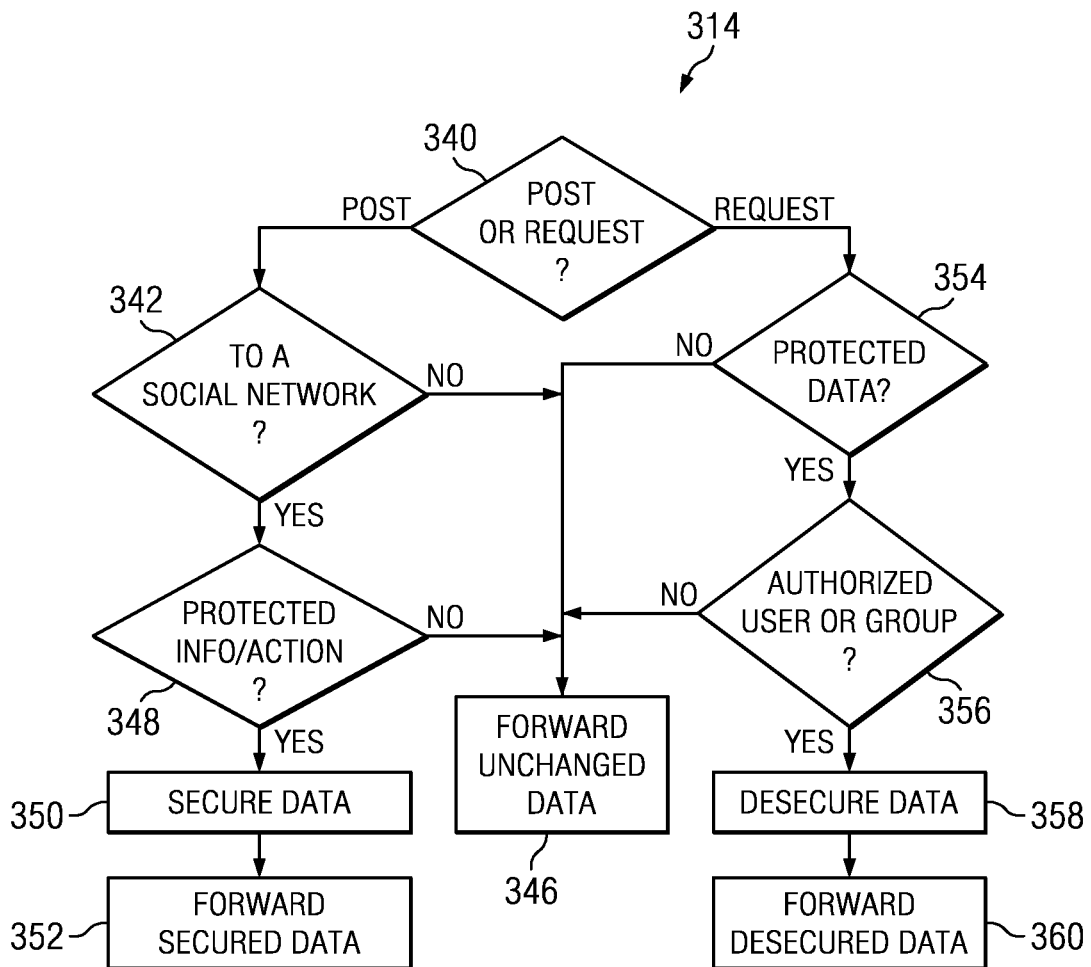 314
340
POST
OR REQUEST
?
POST
REQUEST
342
TO A
SOCIAL NETWORK
?
NO
354
PROTECTED
DATA?
NO
YES
YES
PROTECTED
INFO/ACTION
?
348
NO
YES
AUTHORIZED
USER OR GROUP
?
356
NO
YES
FORWARD
UNCHANGED
DATA
346
350
SECURE DATA
352
FORWARD
SECURED DATA
DESECURE DATA
358
FORWARD
DESECURED DATA
360